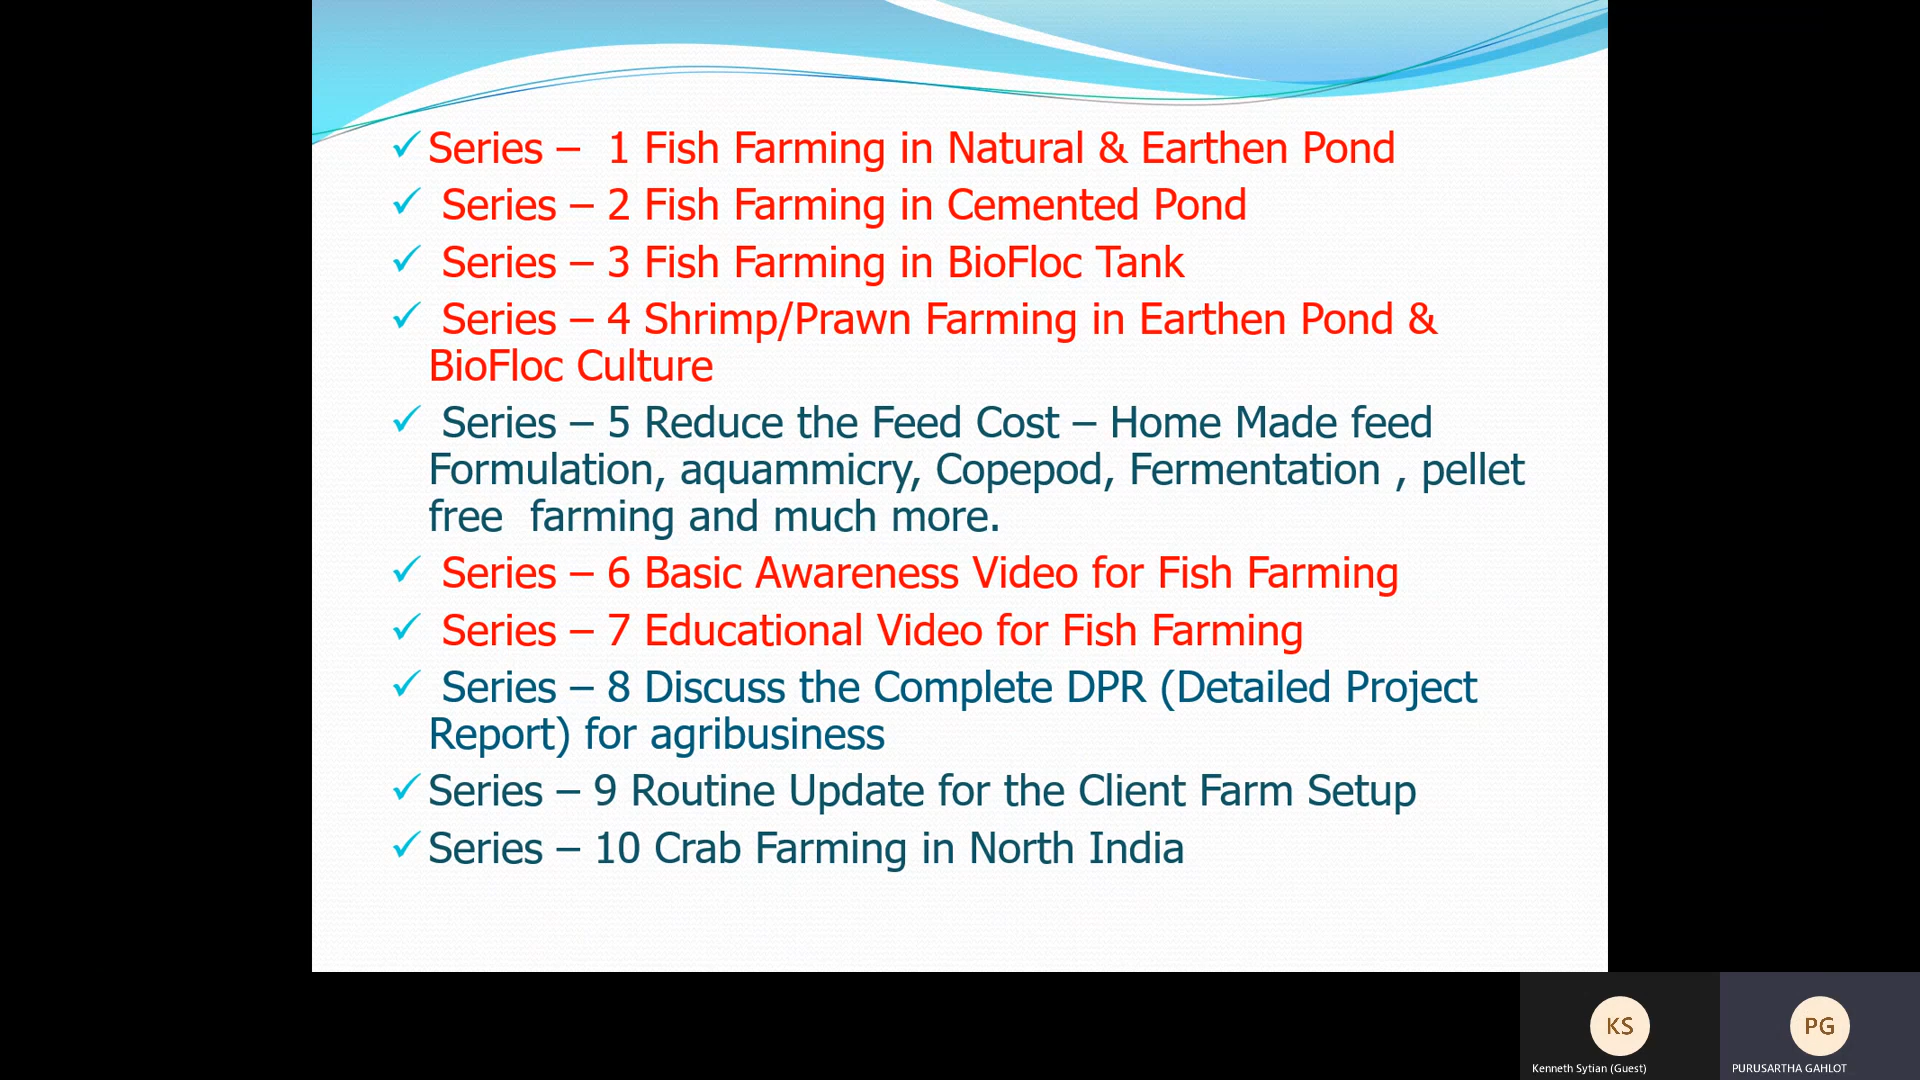 ✓ Series – 1 Fish Farming in Natural & Earthen Pond
✓ Series – 2 Fish Farming in Cemented Pond
✓ Series – 3 Fish Farming in BioFloc Tank
✓ Series – 4 Shrimp/Prawn Farming in Earthen Pond &
BioFloc Culture
✓ Series – 5 Reduce the Feed Cost – Home Made feed
Formulation, aquammicry, Copepod, Fermentation , pellet
free farming and much more.
✓ Series – 6 Basic Awareness Video for Fish Farming
✓ Series – 7 Educational Video for Fish Farming
✓ Series – 8 Discuss the Complete DPR (Detailed Project
Report) for agribusiness
✓ Series – 9 Routine Update for the Client Farm Setup
✓ Series – 10 Crab Farming in North India
KS
Kenneth Sytian (Guest)
PG
PURUSARTHA GAHLOT